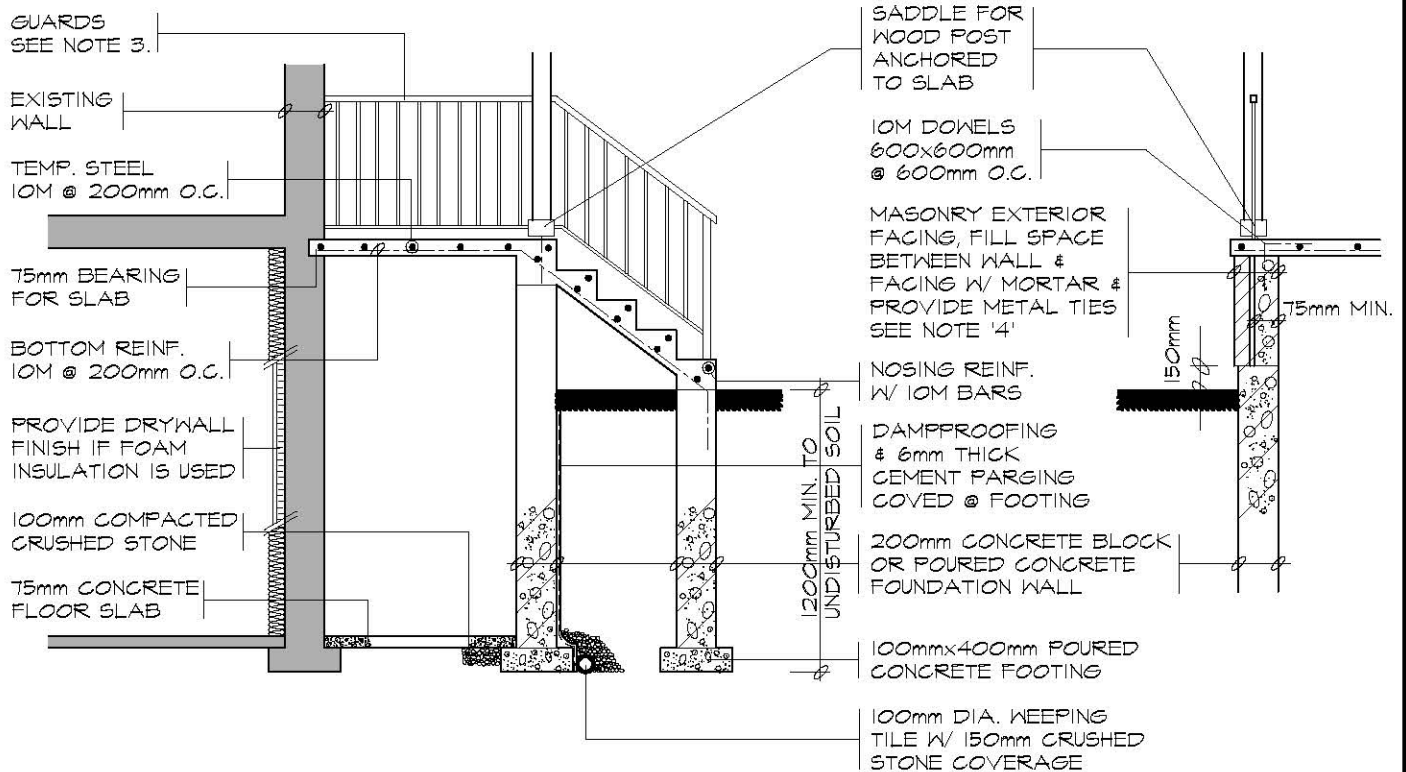 GUARDS
SEE NOTE 3.
EXISTING
WALL
TEMP. STEEL
10M @ 200mm O.C.
75mm BEARING
FOR SLAB
BOTTOM REINF.
10M @ 200mm O.C.
PROVIDE DRYWALL
FINISH IF FOAM
INSULATION IS USED
100mm COMPACTED
CRUSHED STONE
75mm CONCRETE
FLOOR SLAB
SADDLE FOR
WOOD POST
ANCHORED
TO SLAB
10M DOWELS
600x600mm
@ 600mm O.C.
MASONRY EXTERIOR
FACING, FILL SPACE
BETWEEN WALL &
FACING W/ MORTAR &
PROVIDE METAL TIES
SEE NOTE '4'
NOSING REINF.
W/ 10M BARS
DAMPPROOFING
& 6mm THICK
CEMENT PARGING
COVED @ FOOTING
200mm CONCRETE BLOCK
OR POURED CONCRETE
FOUNDATION WALL
100mmx400mm POURED
CONCRETE FOOTING
100mm DIA. WEEPING
TILE W/ 150mm CRUSHED
STONE COVERAGE
1200mm MIN. TO
UNDISTURBED SOIL
150mm
75mm MIN.